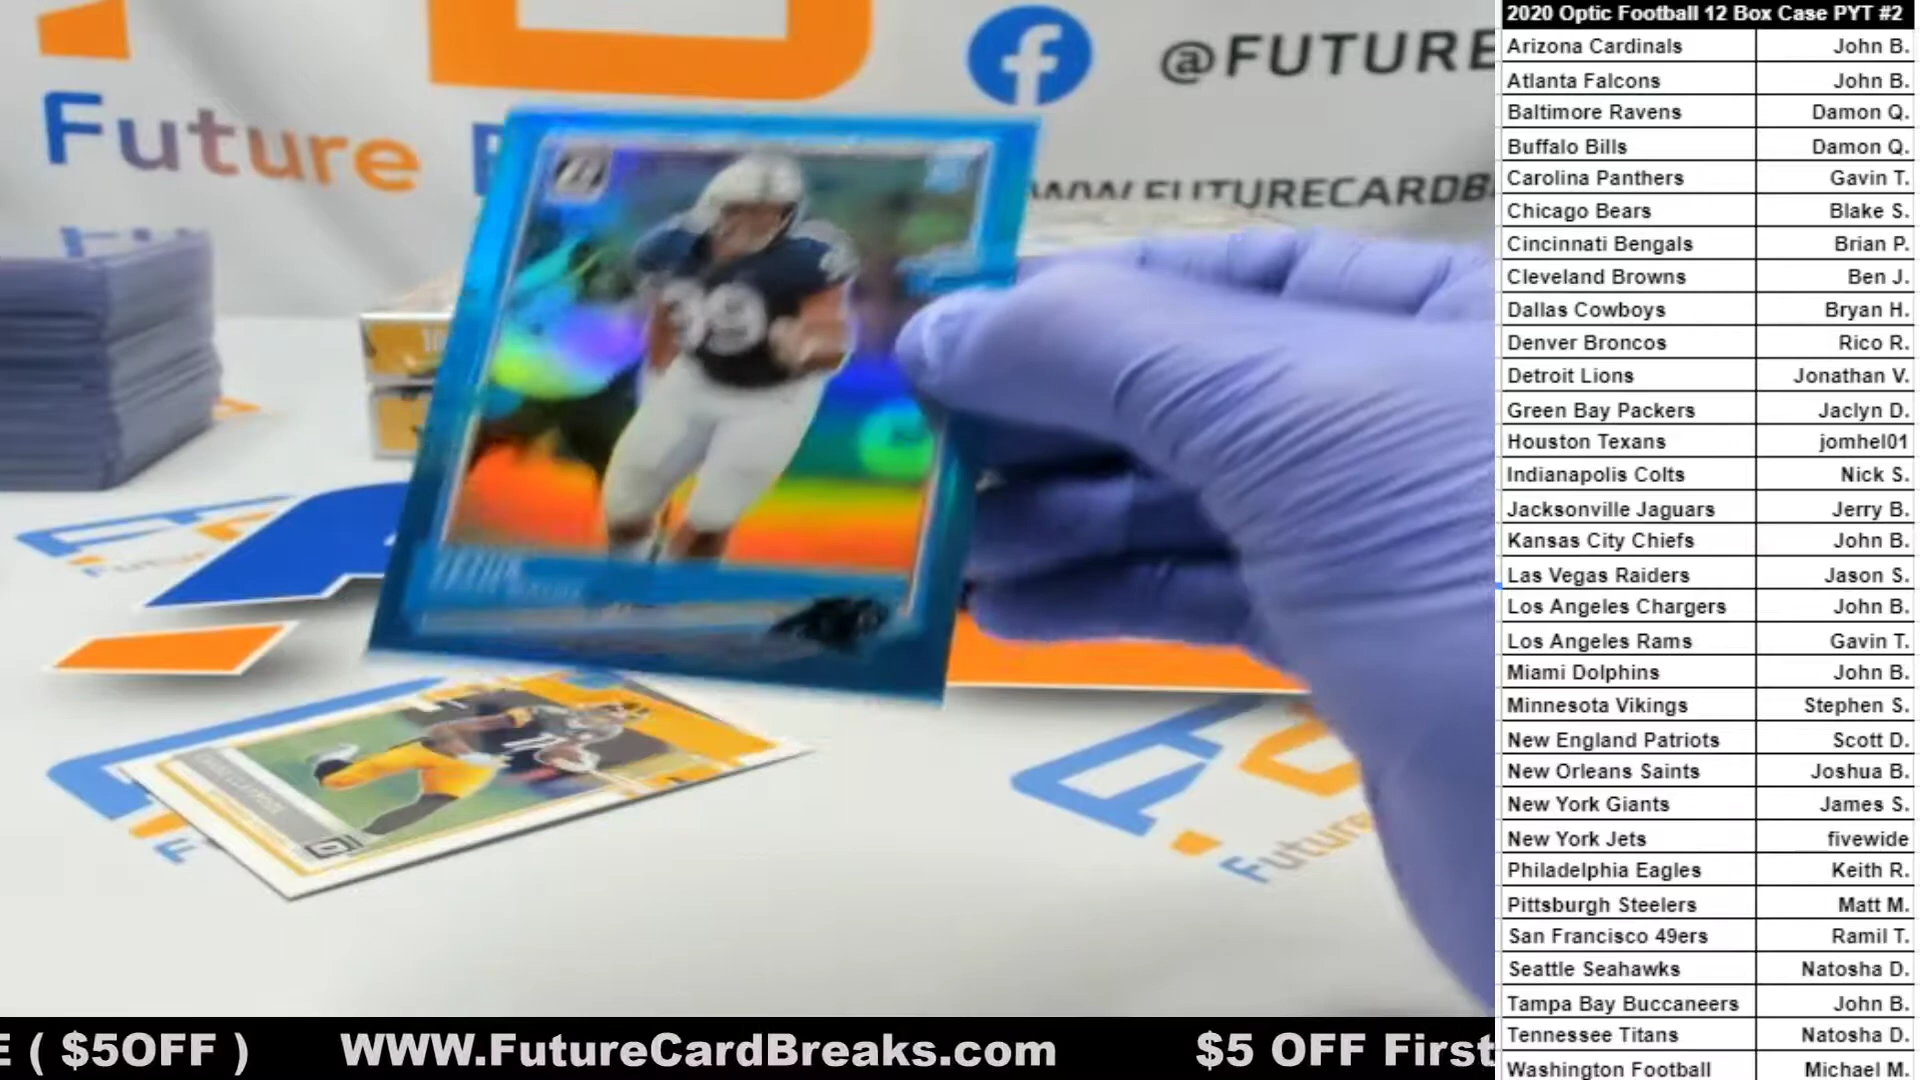 2020 Optic Football 12 Box Case PYT #2
Arizona Cardinals John B.
Atlanta Falcons John B.
Baltimore Ravens Damon Q.
Buffalo Bills Damon Q.
Carolina Panthers Gavin T.
Chicago Bears Blake S.
Cincinnati Bengals Brian P.
Cleveland Browns Ben J.
Dallas Cowboys Bryan H.
Denver Broncos Rico R.
Detroit Lions Jonathan V.
Green Bay Packers Jaclyn D.
Houston Texans jomhel01
Indianapolis Colts Nick S.
Jacksonville Jaguars Jerry B.
Kansas City Chiefs John B.
Las Vegas Raiders Jason S.
Los Angeles Chargers John B.
Los Angeles Rams Gavin T.
Miami Dolphins John B.
Minnesota Vikings Stephen S.
New England Patriots Scott D.
New Orleans Saints Joshua B.
New York Giants James S.
New York Jets fivewide
Philadelphia Eagles Keith R.
Pittsburgh Steelers Matt M.
San Francisco 49ers Ramil T.
Seattle Seahawks Natosha D.
Tampa Bay Buccaneers John B.
Tennessee Titans Natosha D.
Washington Football Michael M.
@FUTURE
Future
WWW.FUTURECARDB
39
Future
E ( $5OFF ) WWW.FutureCardBreaks.com $5 OFF First